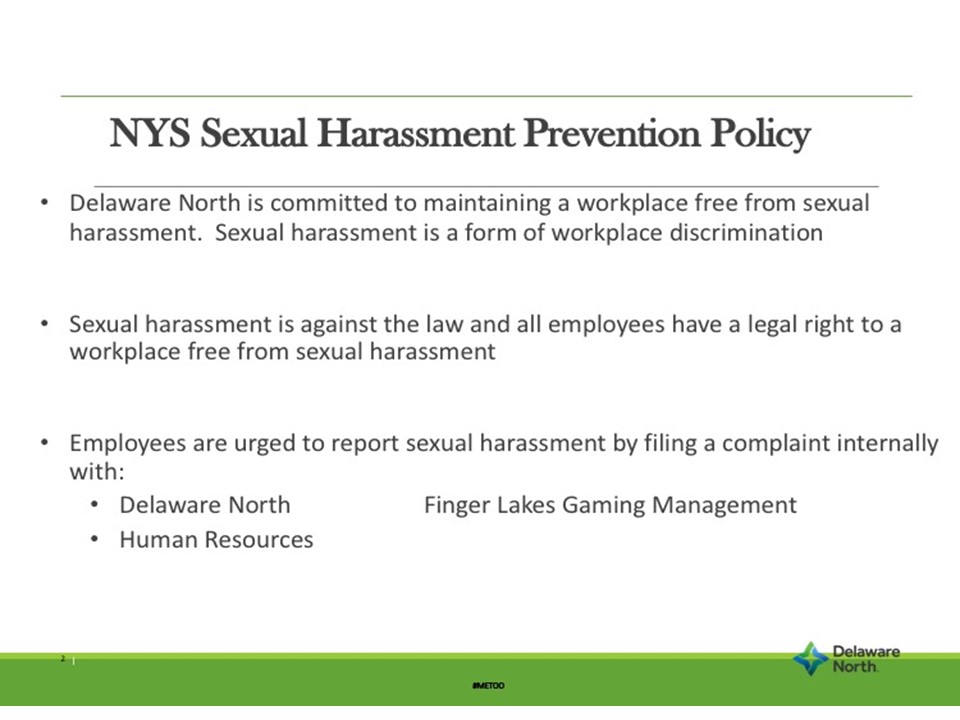 NYS Sexual Harassment Prevention Policy
• Delaware North is committed to maintaining a workplace free from sexual
harassment.  Sexual harassment is a form of workplace discrimination
• Sexual harassment is against the law and all employees have a legal right to a
workplace free from sexual harassment
• Employees are urged to report sexual harassment by filing a complaint internally
with:
• Delaware North Finger Lakes Gaming Management
• Human Resources
2 |
Delaware
North
#METOO